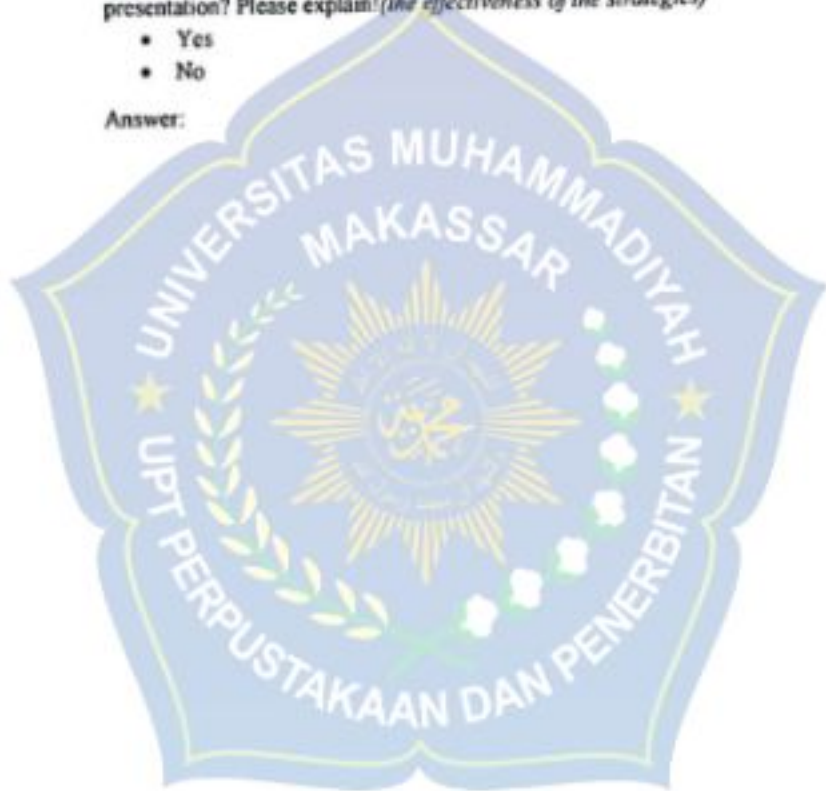 presentation? Please explain!(the effectiveness of the strategies)
• Yes
• No
Answer:
UNIVERSITAS MUHAMMADIYAH
MAKASSAR
UPT PERPUSTAKAAN DAN PENERBITAN